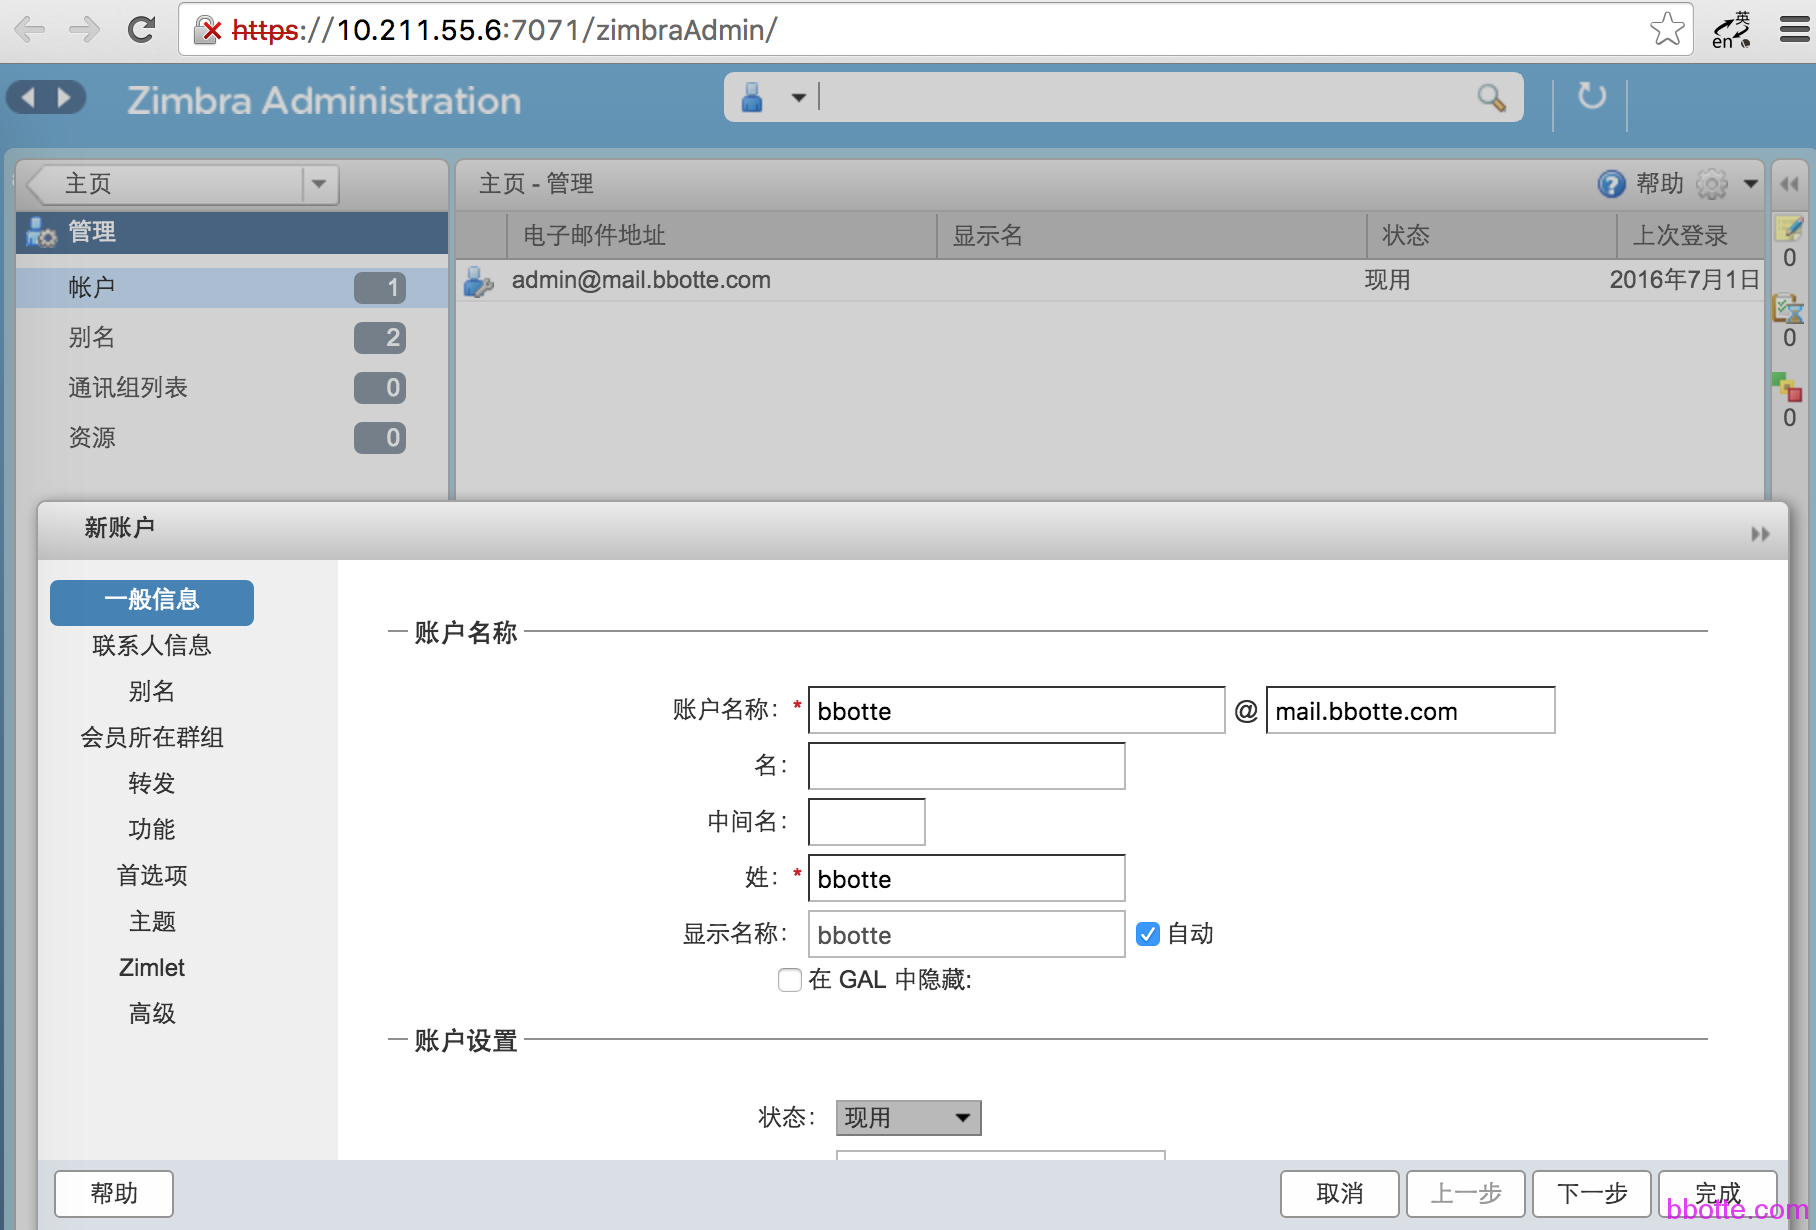 https://10.211.55.6:7071/zimbraAdmin/
英
en
Zimbra Administration
主页
主页 - 管理
帮助
管理
电子邮件地址
显示名
状态
上次登录
帐户 1
admin@mail.bbotte.com
现用
2016年7月1日
0
别名 2
0
通讯组列表 0
0
资源 0
新账户
一般信息
联系人信息
别名
会员所在群组
转发
功能
首选项
主题
Zimlet
高级
账户名称
账户名称: * bbotte @ mail.bbotte.com
名:
中间名:
姓: * bbotte
显示名称: bbotte 自动
在 GAL 中隐藏:
账户设置
状态: 现用
帮助
取消
上一步
下一步
完成
bbotte.com